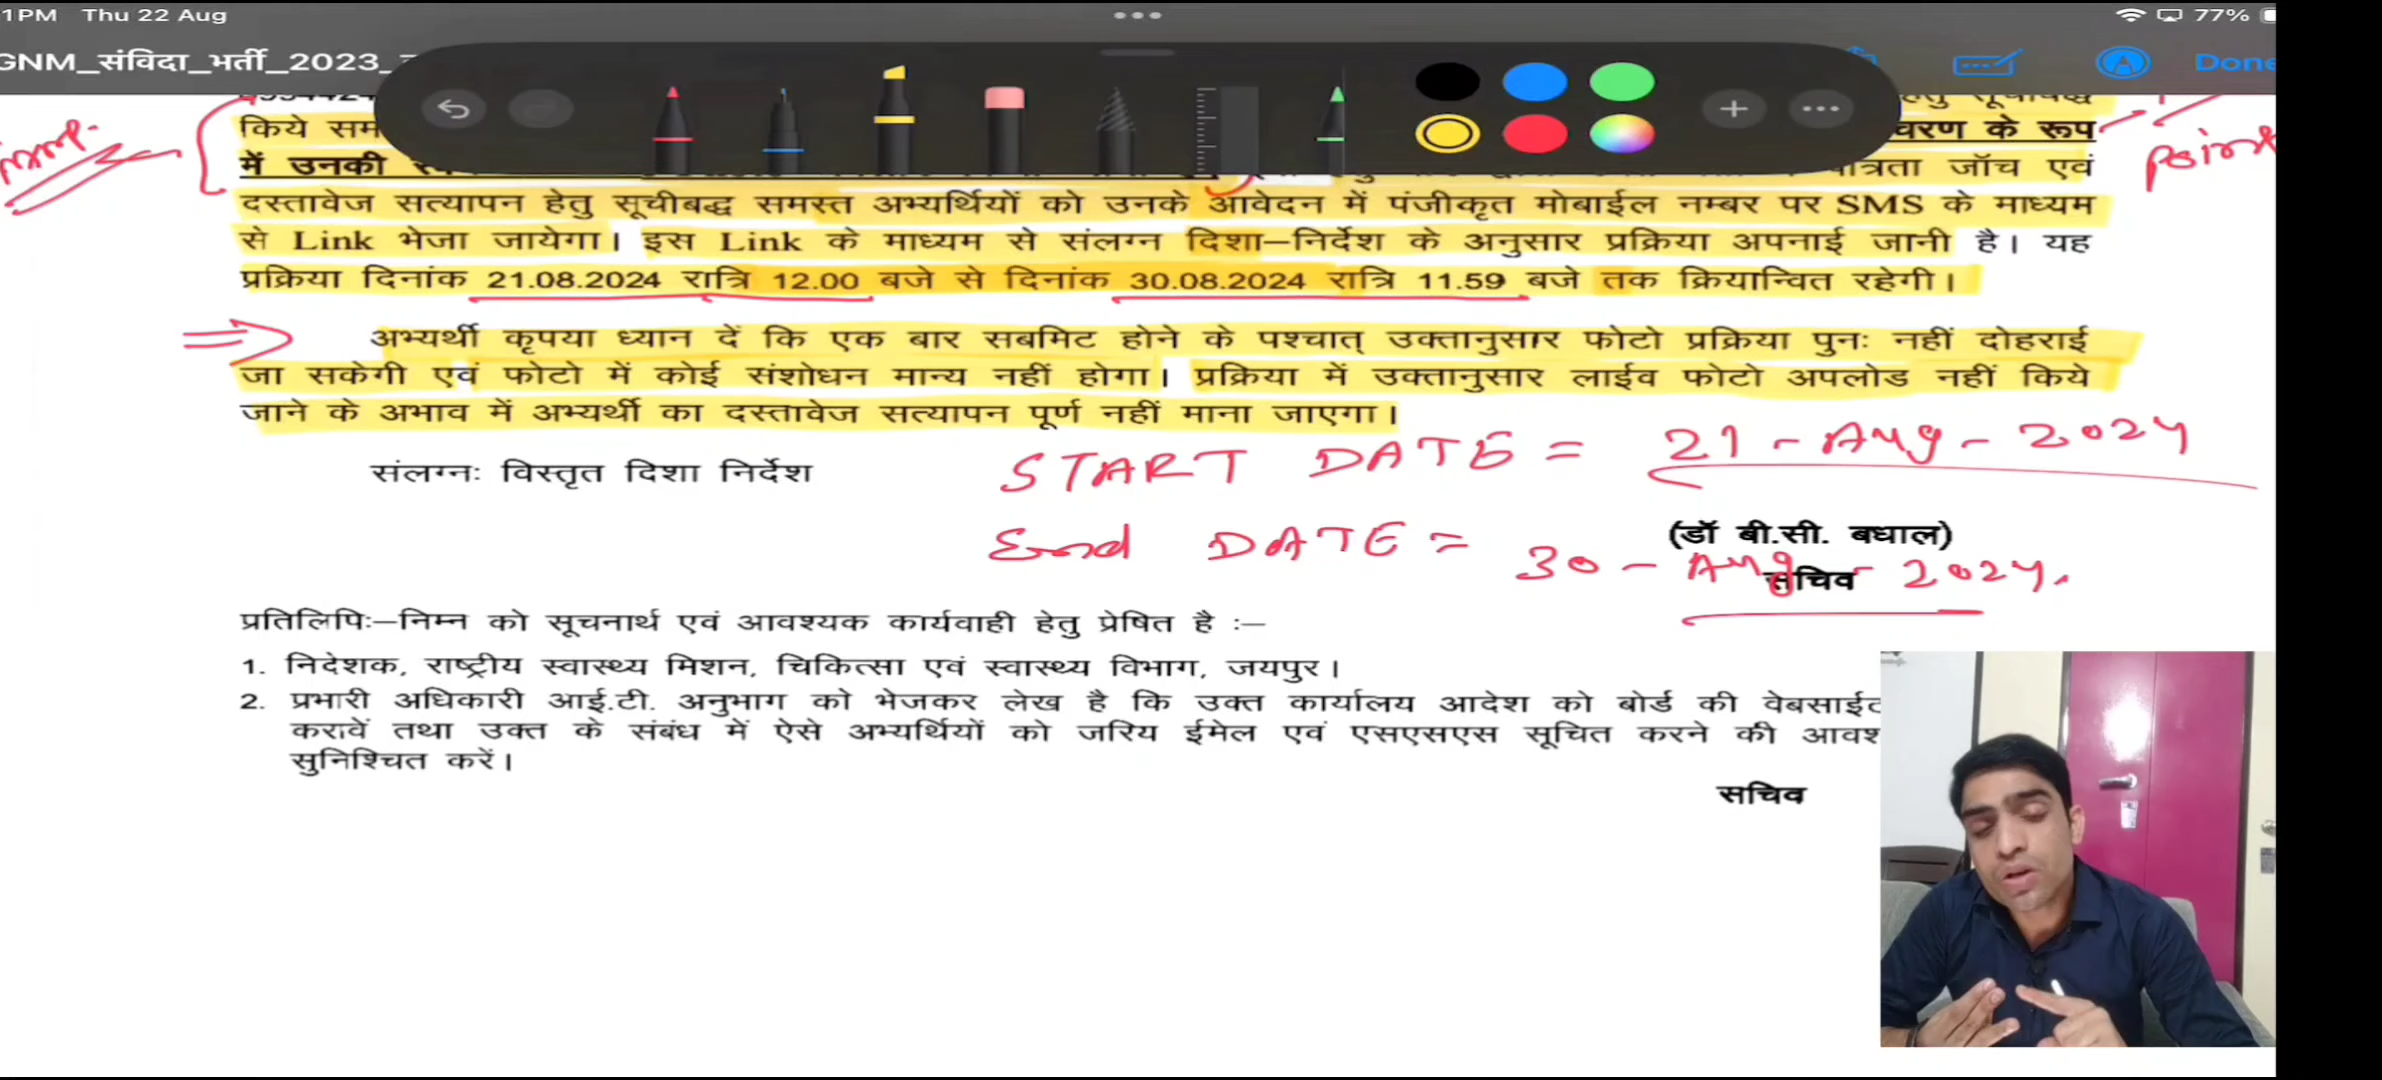 1PM Thu 22 Aug
77%
GNM_संविदा_भर्ती_2023_
Done
किये सम
चरण के रूप
Point
में उनकी
जॉच एवं
दस्तावेज सत्यापन हेतु सूचीबद्ध समस्त अभ्यर्थियों को उनके आवेदन में पंजीकृत मोबाईल नम्बर पर SMS के माध्यम
से Link भेजा जायेगा। इस Link के माध्यम से संलग्न दिशा–निर्देश के अनुसार प्रक्रिया अपनाई जानी है। यह
प्रक्रिया दिनांक 21.08.2024 रात्रि 12.00 बजे से दिनांक 30.08.2024 रात्रि 11.59 बजे तक क्रियान्वित रहेगी।
अभ्यर्थी कृपया ध्यान दें कि एक बार सबमिट होने के पश्चात् उक्तानुसार फोटो प्रक्रिया पुनः नहीं दोहराई
जा सकेगी एवं फोटो में कोई संशोधन मान्य नहीं होगा। प्रक्रिया में उक्तानुसार लाईव फोटो अपलोड नहीं किये
जाने के अभाव में अभ्यर्थी का दस्तावेज सत्यापन पूर्ण नहीं माना जाएगा।
START DATE = 21 - Aug - 2024
संलग्नः विस्तृत दिशा निर्देश
(डॉ बी.सी. बधाल)
End DATE = 30 - Aug - 2024.
सचिव
प्रतिलिपिः–निम्न को सूचनार्थ एवं आवश्यक कार्यवाही हेतु प्रेषित है :–
1. निदेशक, राष्ट्रीय स्वास्थ्य मिशन, चिकित्सा एवं स्वास्थ्य विभाग, जयपुर।
2. प्रभारी अधिकारी आई.टी. अनुभाग को भेजकर लेख है कि उक्त कार्यालय आदेश को बोर्ड की वेबसाईट
करावें तथा उक्त के संबंध में ऐसे अभ्यर्थियों को जरिय ईमेल एवं एसएसएस सूचित करने की आवश
सुनिश्चित करें।
सचिव